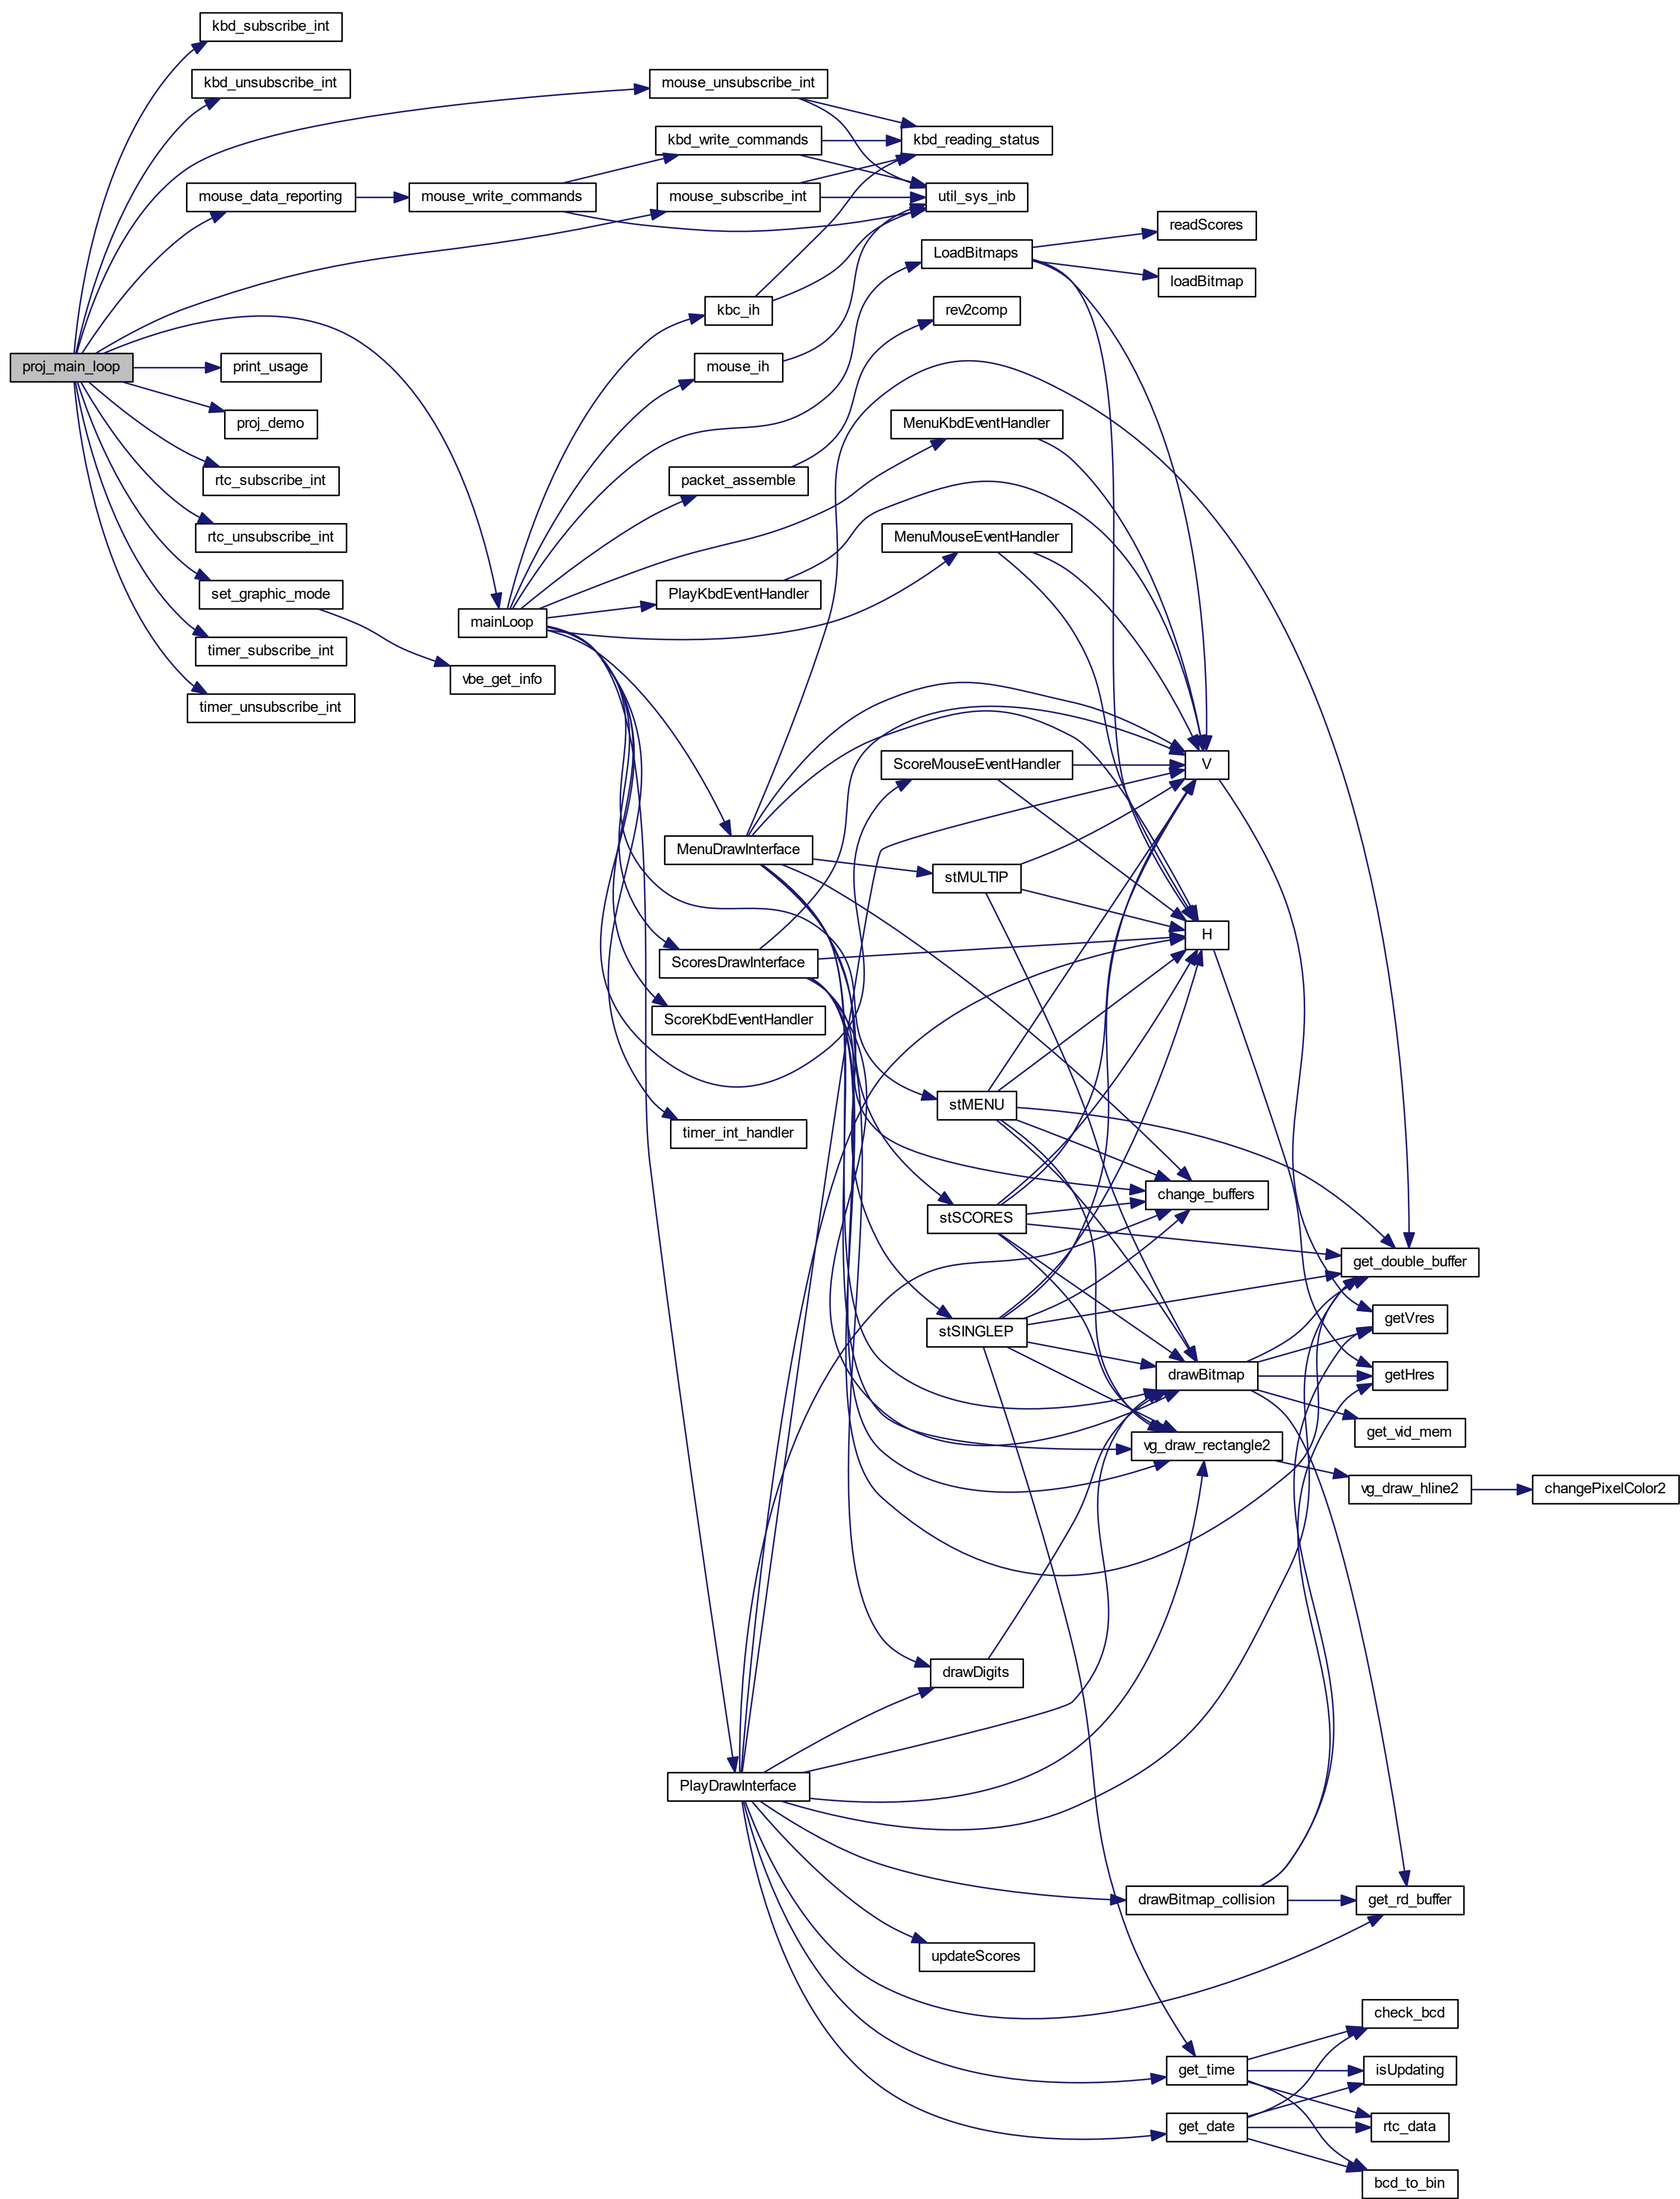 kbd_subscribe_int
kbd_unsubscribe_int
mouse_unsubscribe_int
kbd_write_commands
kbd_reading_status
mouse_data_reporting
mouse_write_commands
mouse_subscribe_int
util_sys_inb
readScores
LoadBitmaps
loadBitmap
kbc_ih
rev2comp
proj_main_loop
print_usage
mouse_ih
proj_demo
MenuKbdEventHandler
rtc_subscribe_int
packet_assemble
rtc_unsubscribe_int
MenuMouseEventHandler
set_graphic_mode
PlayKbdEventHandler
mainLoop
timer_subscribe_int
vbe_get_info
timer_unsubscribe_int
ScoreMouseEventHandler
V
MenuDrawInterface
stMULTIP
H
ScoresDrawInterface
ScoreKbdEventHandler
stMENU
timer_int_handler
change_buffers
stSCORES
get_double_buffer
getVres
stSINGLEP
drawBitmap
getHres
get_vid_mem
vg_draw_rectangle2
vg_draw_hline2
changePixelColor2
drawDigits
PlayDrawInterface
drawBitmap_collision
get_rd_buffer
updateScores
check_bcd
get_time
isUpdating
get_date
rtc_data
bcd_to_bin